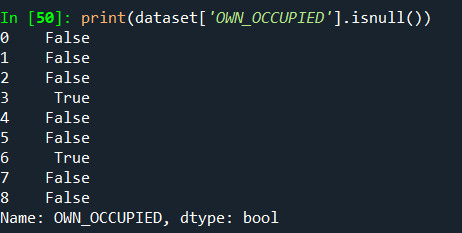 In [50]: print(dataset['OWN_OCCUPIED'].isnull())
0    False
1    False
2    False
3     True
4    False
5    False
6     True
7    False
8    False
Name: OWN_OCCUPIED, dtype: bool